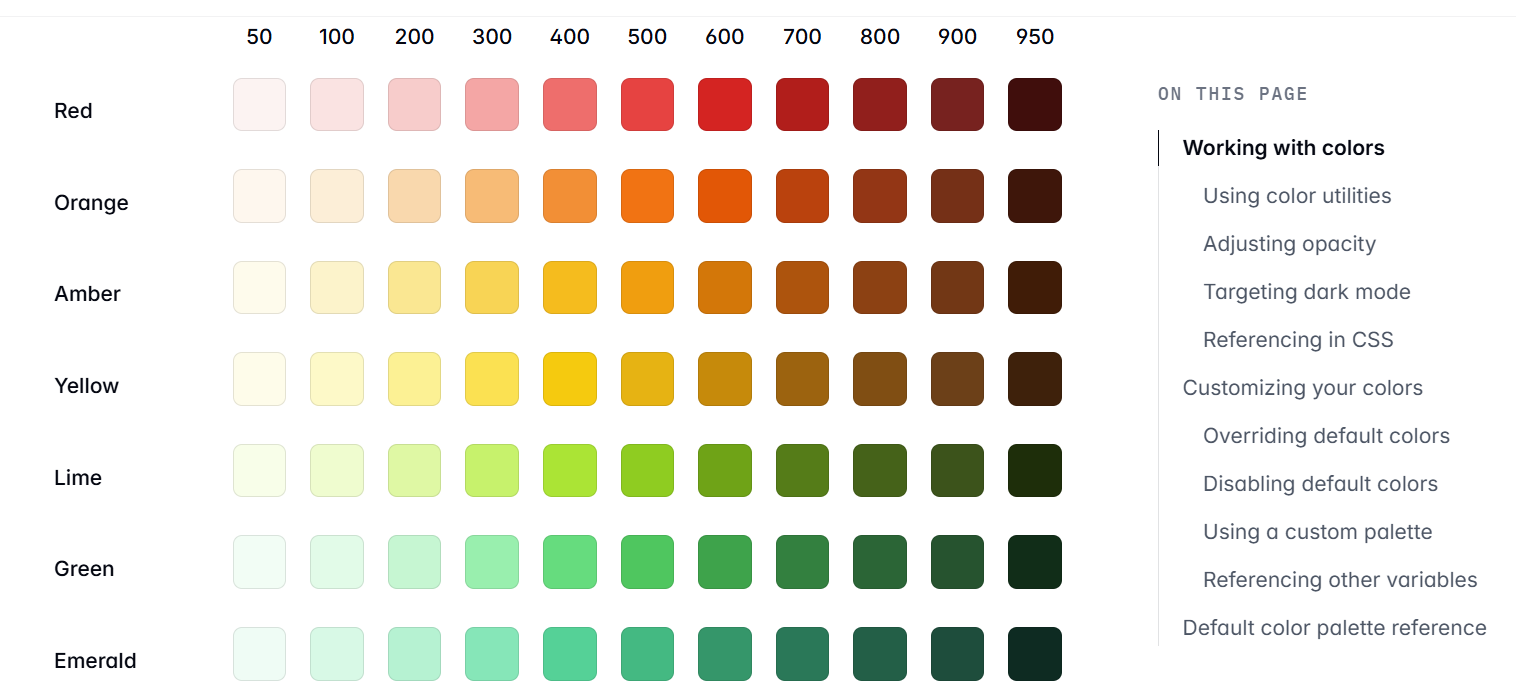 50 100 200 300 400 500 600 700 800 900 950
Red
Orange
Amber
Yellow
Lime
Green
Emerald
ON THIS PAGE
Working with colors
Using color utilities
Adjusting opacity
Targeting dark mode
Referencing in CSS
Customizing your colors
Overriding default colors
Disabling default colors
Using a custom palette
Referencing other variables
Default color palette reference